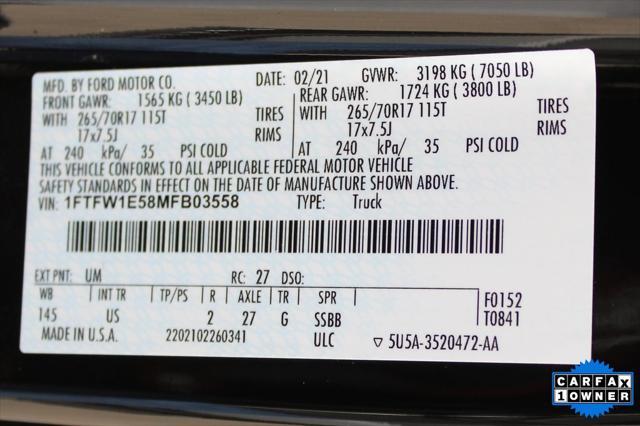 MFD. BY FORD MOTOR CO. DATE: 02/21 GVWR: 3198 KG ( 7050 LB)
FRONT GAWR: 1565 KG ( 3450 LB) REAR GAWR: 1724 KG ( 3800 LB)
WITH 265/70R17 115T TIRES WITH 265/70R17 115T TIRES
17x7.5J RIMS 17x7.5J RIMS
AT 240 kPa/ 35 PSI COLD AT 240 kPa/ 35 PSI COLD
THIS VEHICLE CONFORMS TO ALL APPLICABLE FEDERAL MOTOR VEHICLE
SAFETY STANDARDS IN EFFECT ON THE DATE OF MANUFACTURE SHOWN ABOVE.
VIN: 1FTFW1E58MFB03558 TYPE: Truck
EXT PNT: UM RC: 27 DSO:
WB INT TR TP/PS R AXLE TR SPR F0152
145 US 2 27 G SSBB T0841
MADE IN U.S.A. 2202102260341 ULC ▽ 5U5A-3520472-AA
CARFAX
1 OWNER